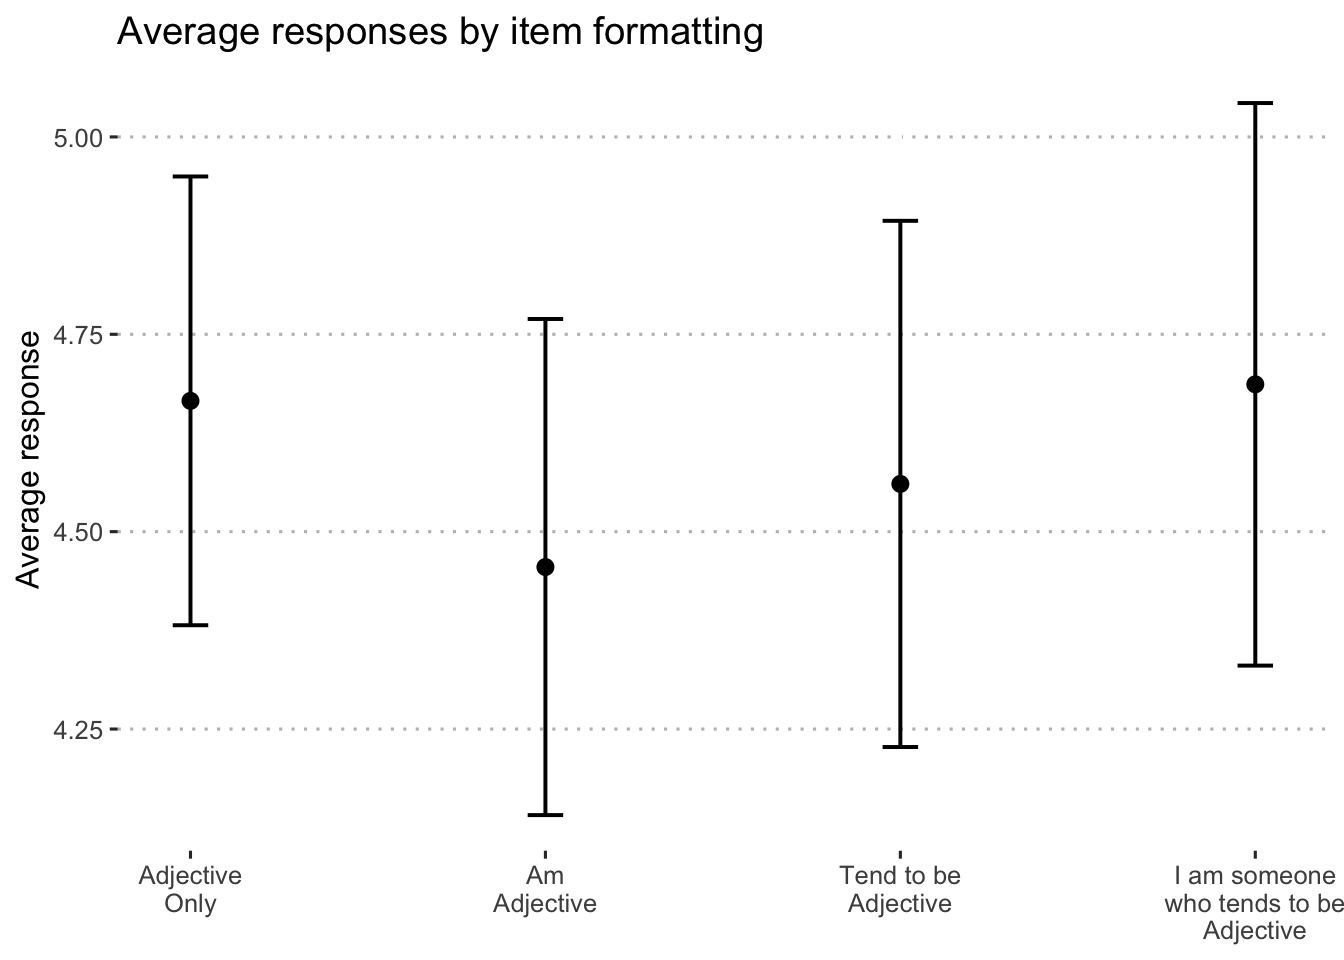 Average responses by item formatting
Average response
5.00
4.75
4.50
4.25
Adjective
Only
Am
Adjective
Tend to be
Adjective
I am someone
who tends to be
Adjective